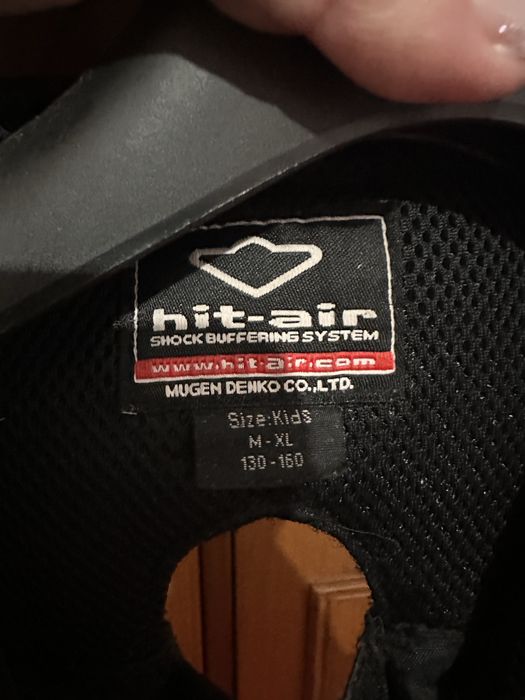 hit-air
SHOCK BUFFERING SYSTEM
www.hit-air.com
MUGEN DENKO CO.,LTD.
Size:Kids
M-XL
130-160